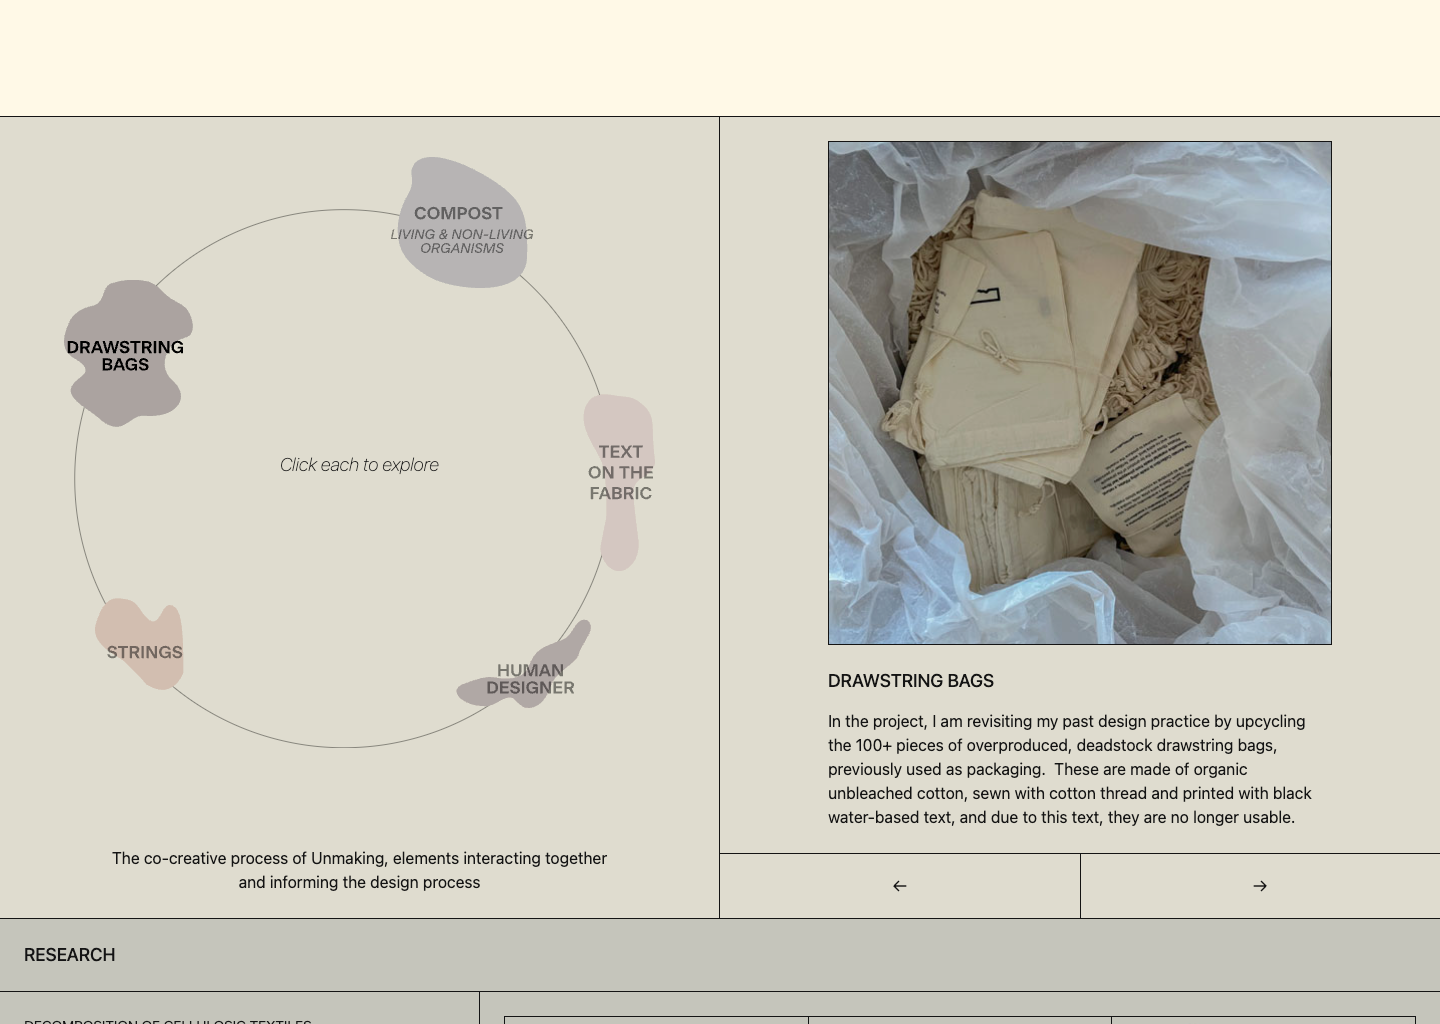 COMPOST
LIVING & NON-LIVING
ORGANISMS
DRAWSTRING
BAGS
TEXT
ON THE
FABRIC
Click each to explore
STRINGS
HUMAN
DESIGNER
The co-creative process of Unmaking, elements interacting together
and informing the design process
DRAWSTRING BAGS
In the project, I am revisiting my past design practice by upcycling
the 100+ pieces of overproduced, deadstock drawstring bags,
previously used as packaging.  These are made of organic
unbleached cotton, sewn with cotton thread and printed with black
water-based text, and due to this text, they are no longer usable.
←
→
RESEARCH
DECOMPOSITION OF CELLULOSIC TEXTILES